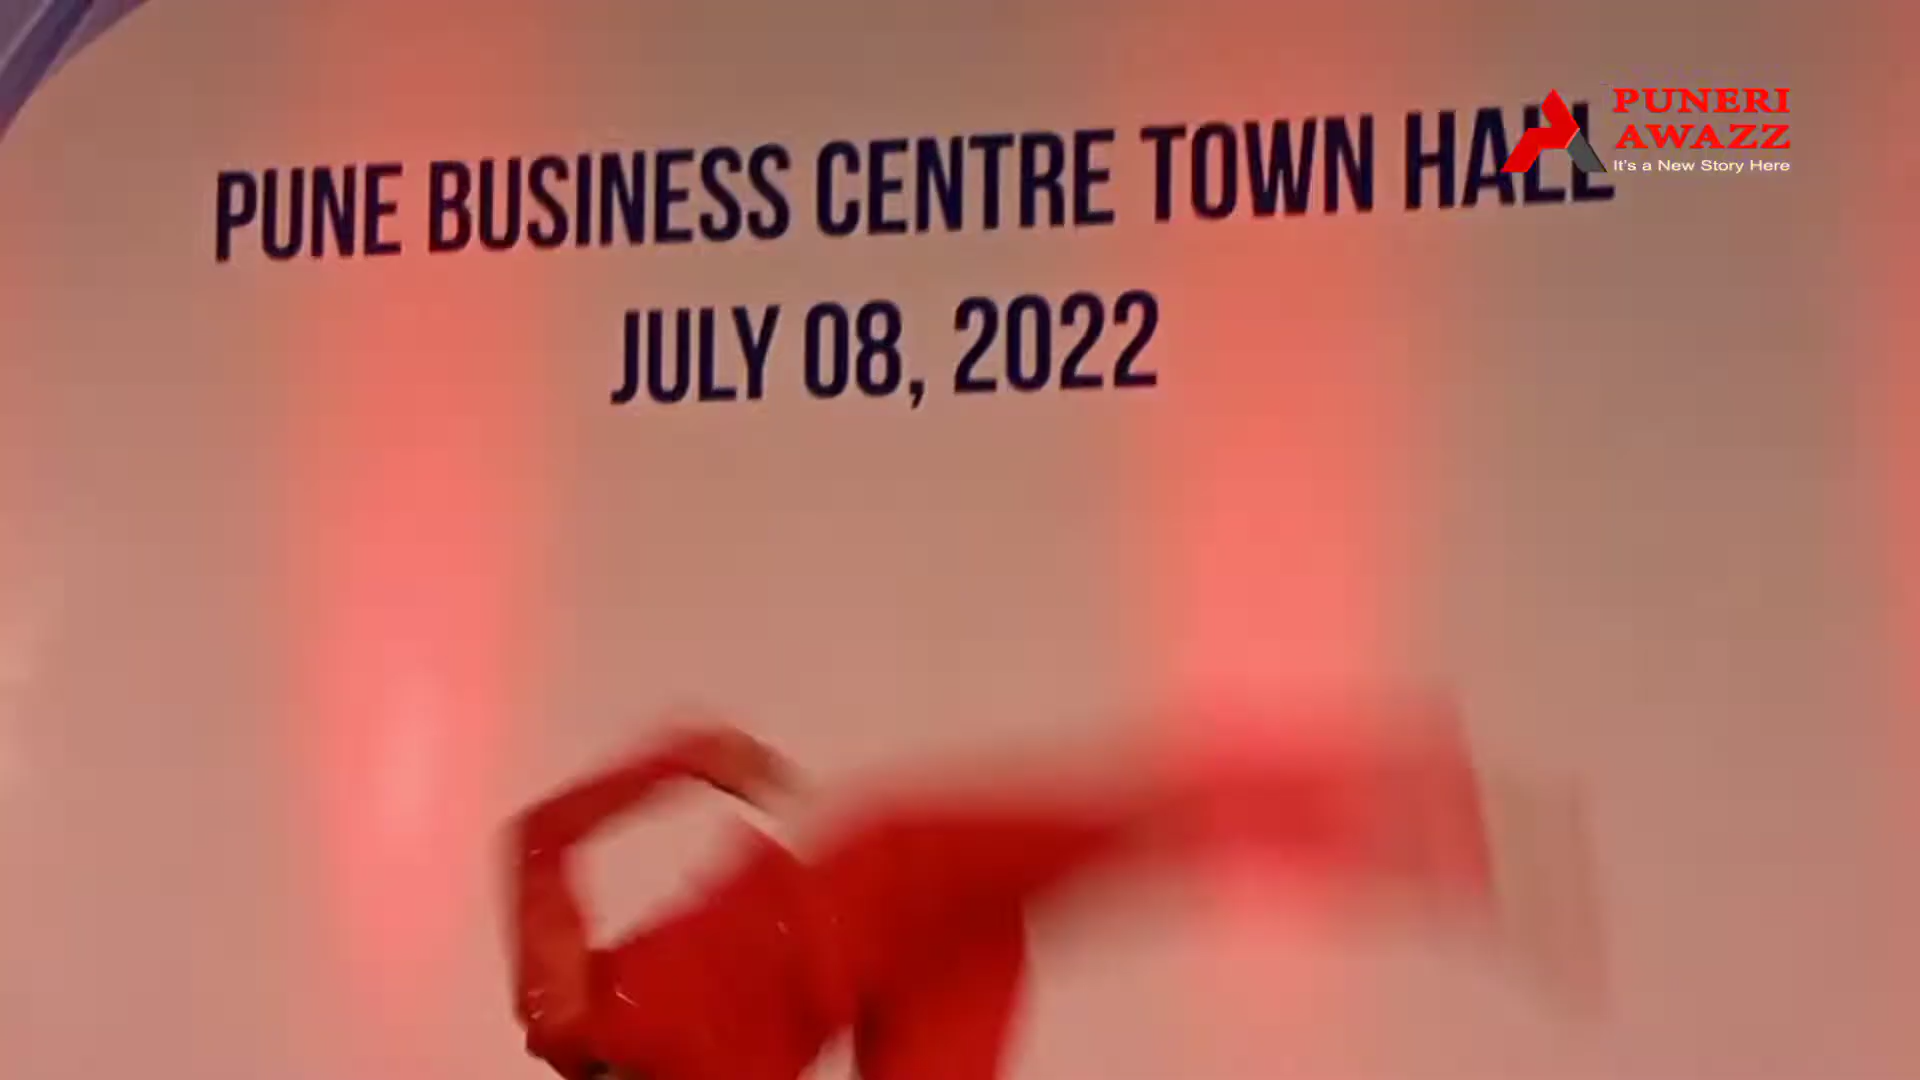 PUNE BUSINESS CENTRE TOWN HALL
JULY 08, 2022
PUNERI
AWAZZ
It's a New Story Here